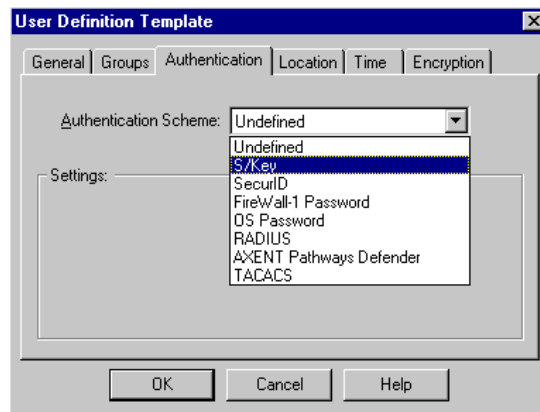 User Definition Template
General Groups Authentication Location Time Encryption
Authentication Scheme: Undefined
Undefined
S/Key
Settings:
SecurID
FireWall-1 Password
OS Password
RADIUS
AXENT Pathways Defender
TACACS
OK Cancel Help